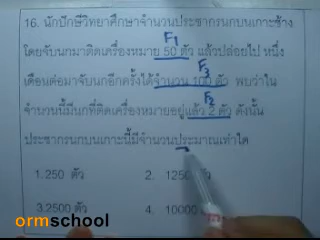 16. นักปักษีวิทยาศึกษาจำนวนประชากรนกบนเกาะช้าง
F1
โดยจับนกมาติดเครื่องหมาย 50 ตัว แล้วปล่อยไป หนึ่ง
F3
เดือนต่อมาจับนกอีกครั้งได้จำนวน 100 ตัว พบว่าใน
F2
จำนวนนี้มีนกที่ติดเครื่องหมายอยู่แล้ว 2 ตัว ดังนั้น
ประชากรนกบนเกาะนี้มีจำนวนประมาณเท่าใด
1.250 ตัว 2. 1250 ตัว
3.2500 ตัว 4. 10000
ormschool